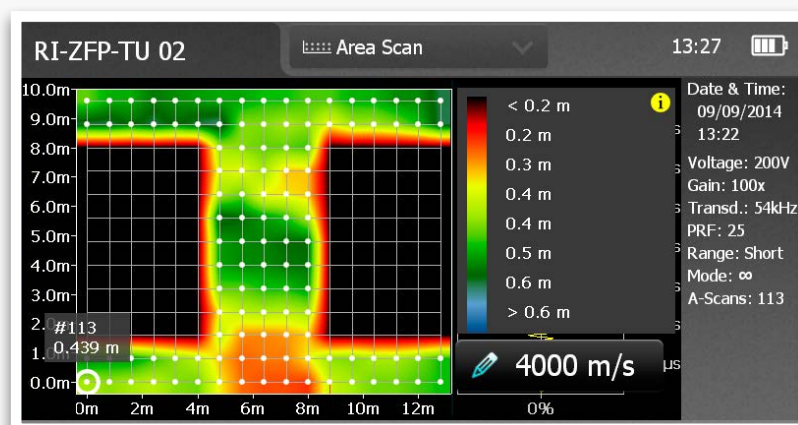 RI-ZFP-TU 02
Area Scan
13:27
10.0m
9.0m
8.0m
7.0m
6.0m
5.0m
4.0m
3.0m
2.
1.
0.0m
#113
0.439 m
0m 2m 4m 6m 8m 10m 12m
< 0.2 m
0.2 m
0.3 m
0.4 m
0.4 m
0.5 m
0.6 m
> 0.6 m
i
4000 m/s
µs
0%
Date & Time:
09/09/2014
13:22
Voltage: 200V
Gain: 100x
Transd.: 54kHz
PRF: 25
Range: Short
Mode: ∞
A-Scans: 113